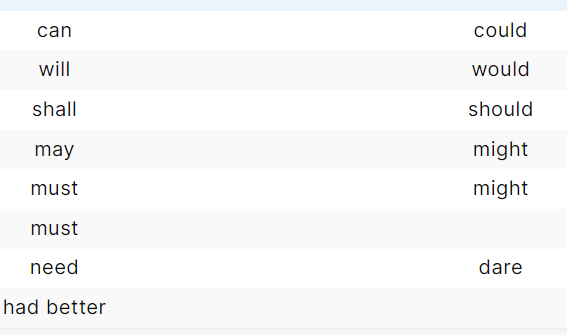 can could
will would
shall should
may might
must might
must
need dare
had better